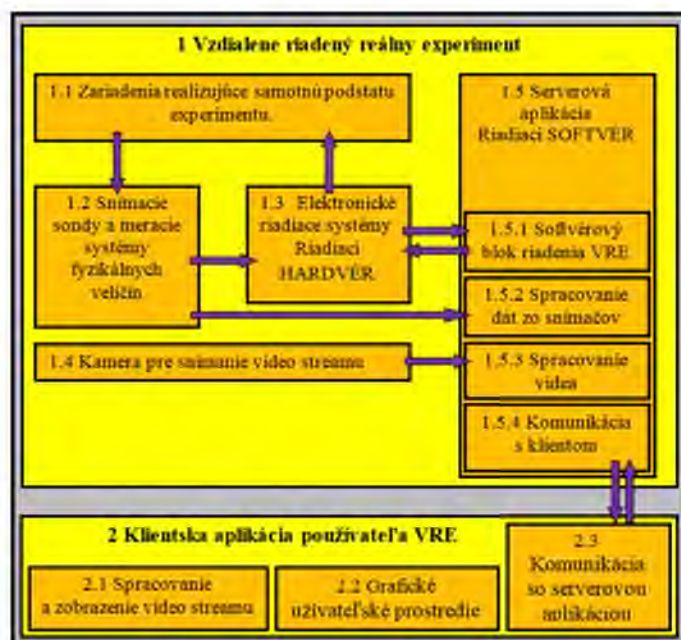 1 Vzdialene riadený reálny experiment
1.1 Zariadenia realizujúce samotnú podstatu
experimentu.
1.2 Snímacie
sondy a meracie
systémy
fyzikálnych
veličín
1.3 Elektronické
riadiace systémy
Riadiaci
HARDVÉR
1.4 Kamera pre snímanie video streamu
1.5 Serverová
aplikácia
Riadiaci SOFTVÉR
1.5.1 Softvérový
blok riadenia VRE
1.5.2 Spracovanie
dát zo snímačov
1.5.3 Spracovanie
videa
1.5.4 Komunikácia
s klientom
2 Klientska aplikácia používateľa VRE
2.1 Spracovanie
a zobrazenie video streamu
2.2 Grafické
užívateľské prostredie
2.3
Komunikácia
so serverovou
aplikáciou